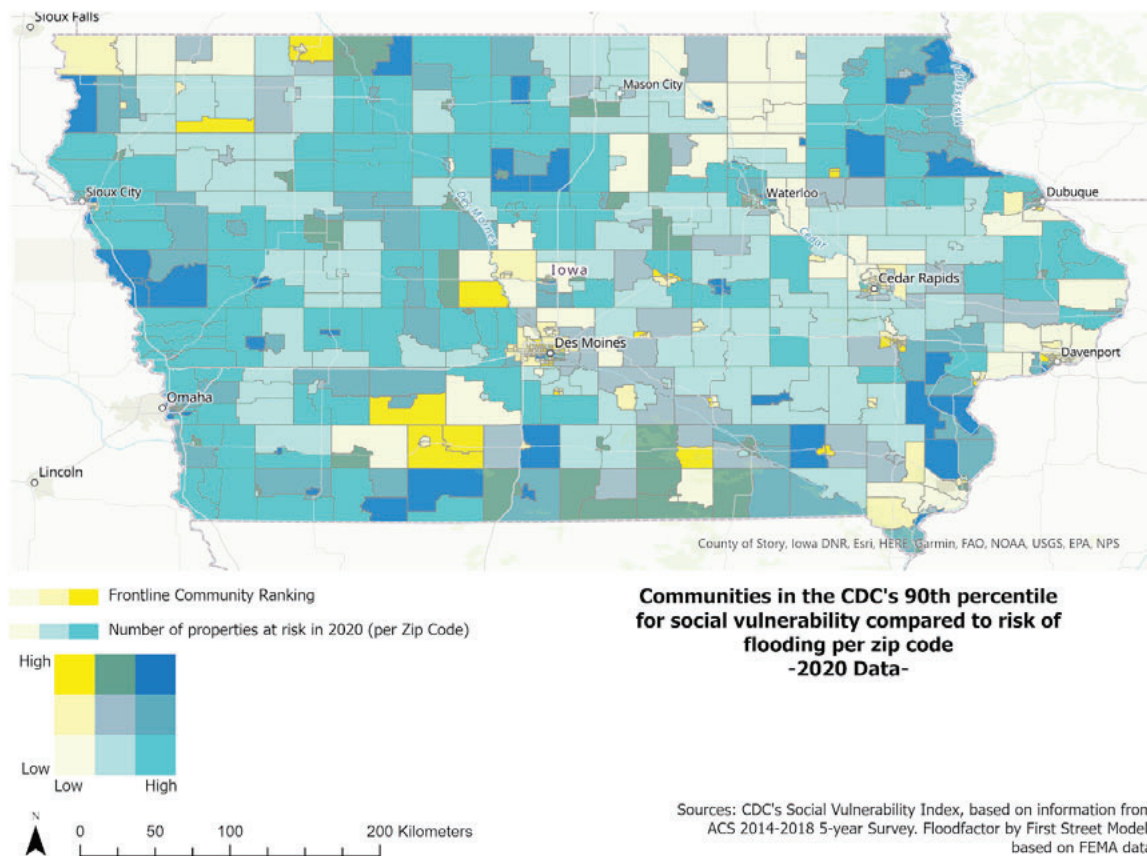 Sioux Falls
Mason City
Mississippi
Sioux City
Des Moines
Waterloo
Dubuque
Cedar
Iowa
Cedar Rapids
Des Moines
Davenport
Omaha
Lincoln
County of Story, Iowa DNR, Esri, HERE, Garmin, FAO, NOAA, USGS, EPA, NPS
Frontline Community Ranking
Number of properties at risk in 2020 (per Zip Code)
High
Low
Low High
Communities in the CDC's 90th percentile
for social vulnerability compared to risk of
flooding per zip code
-2020 Data-
N
0 50 100 200 Kilometers
Sources: CDC's Social Vulnerability Index, based on information from
ACS 2014-2018 5-year Survey. Floodfactor by First Street Model
based on FEMA data